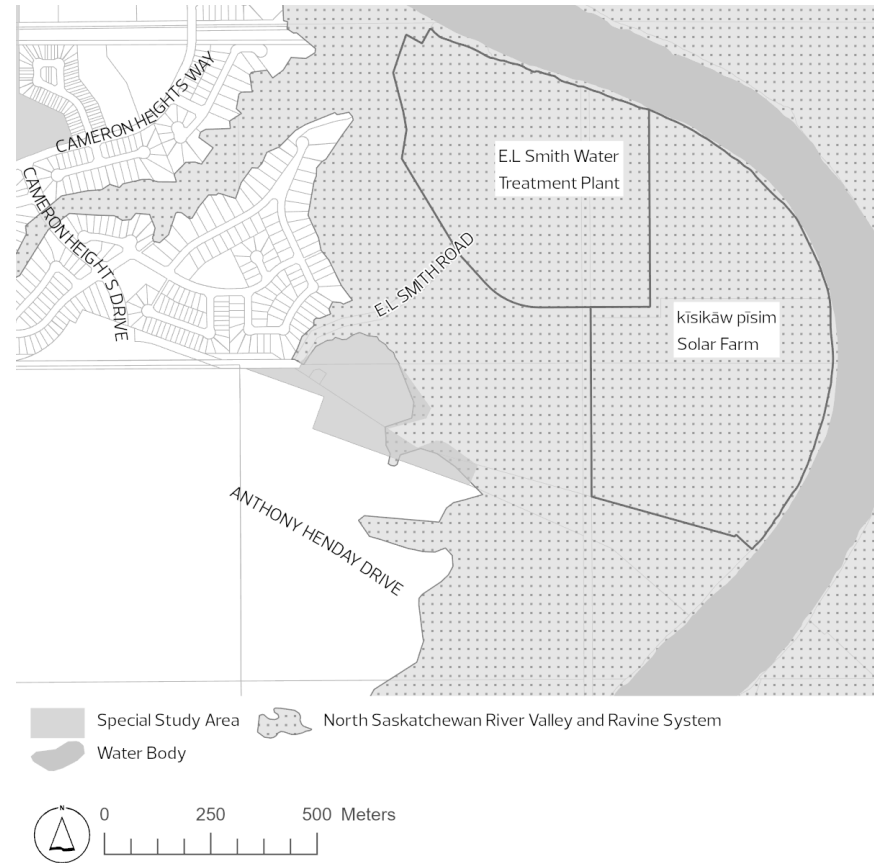 CAMERON HEIGHTS WAY
CAMERON HEIGHTS DRIVE
E.L Smith Water
Treatment Plant
E.L SMITH ROAD
kīsikāw pīsim
Solar Farm
ANTHONY HENDAY DRIVE
Special Study Area
North Saskatchewan River Valley and Ravine System
Water Body
N
0 250 500 Meters